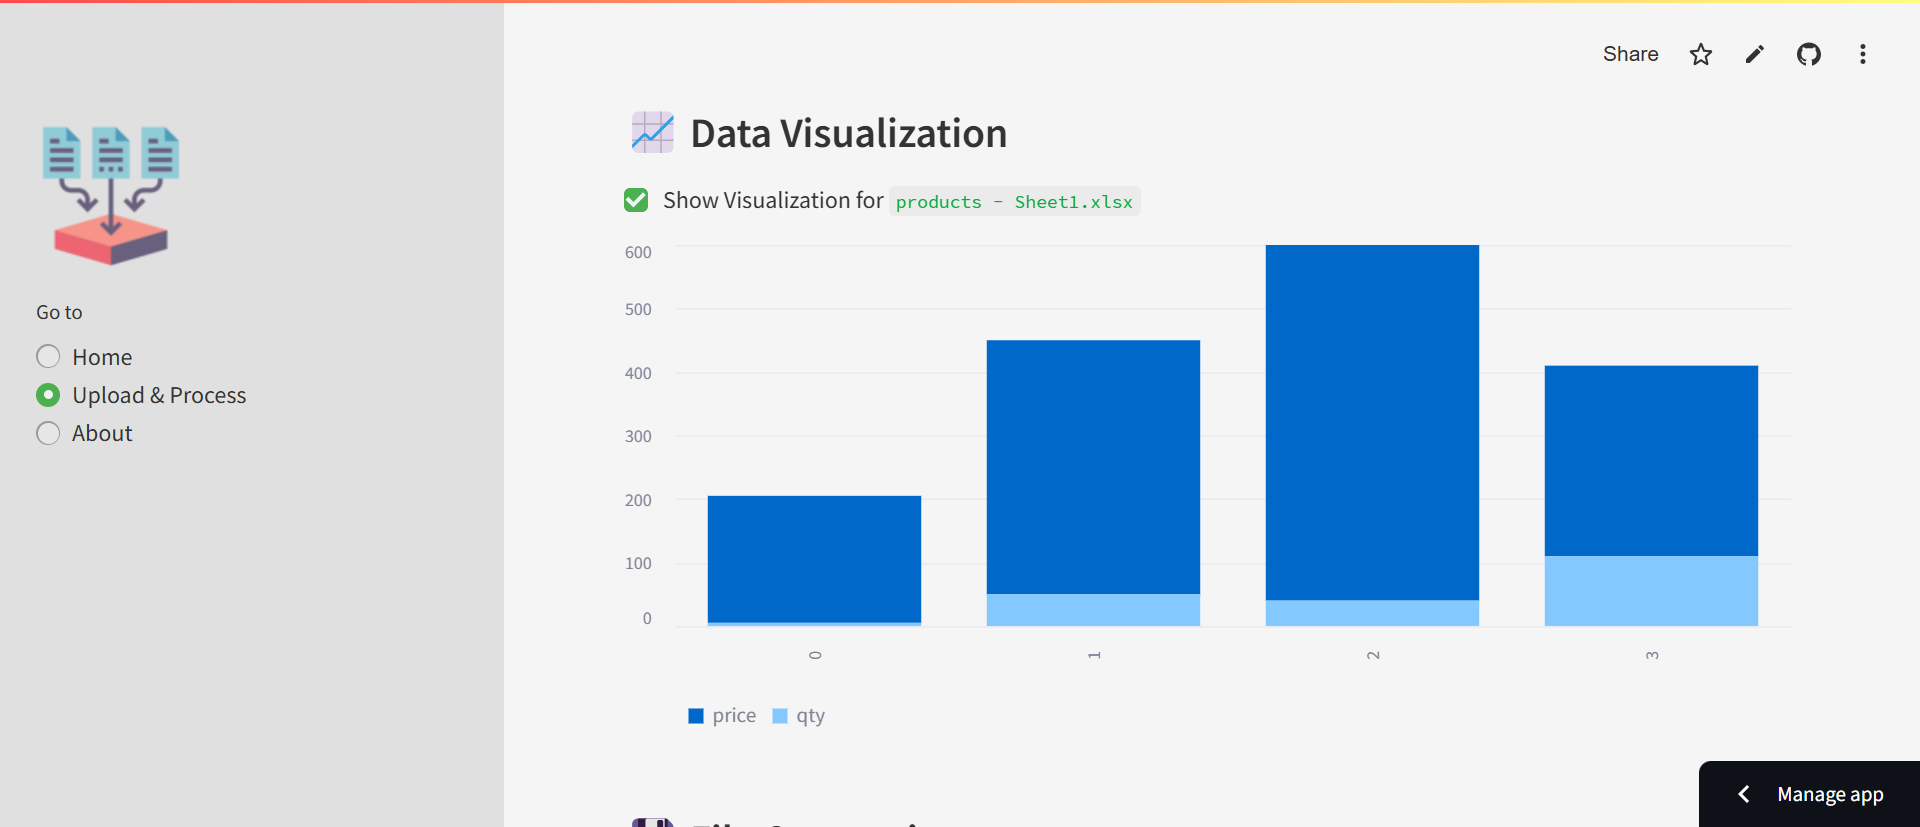 Share
Data Visualization
Show Visualization for products - Sheet1.xlsx
Go to
Home
Upload & Process
About
600
500
400
300
200
100
0
0
1
2
3
price
qty
Manage app